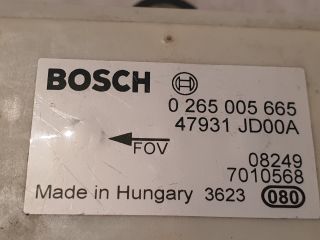 BOSCH
0 265 005 665
47931 JD00A
FOV
08249
7010568
Made in Hungary 3623 080